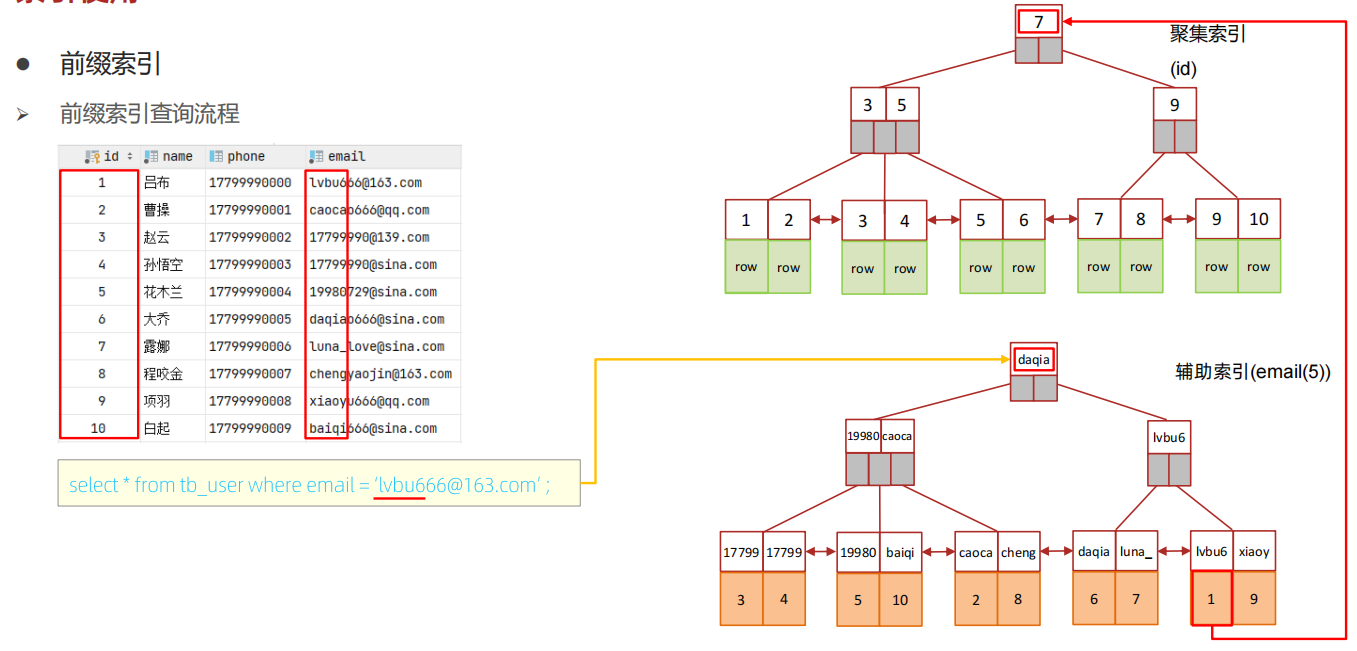 前缀索引
前缀索引查询流程
id name phone email
1 吕布 17799990000 lvbu666@163.com
2 曹操 17799990001 caocao666@qq.com
3 赵云 17799990002 17799990@139.com
4 孙悟空 17799990003 17799990@sina.com
5 花木兰 17799990004 19980729@sina.com
6 大乔 17799990005 daqiao666@sina.com
7 露娜 17799990006 luna_love@sina.com
8 程咬金 17799990007 chengyaojin@163.com
9 项羽 17799990008 xiaoyu666@qq.com
10 白起 17799990009 baiqi666@sina.com
select * from tb_user where email = ‘lvbu666@163.com’ ;
7
聚集索引
(id)
3 5 9
1 2 3 4 5 6 7 8 9 10
row row row row row row row row row row
daqia
辅助索引(email(5))
19980 caoca lvbu6
17799 17799 19980 baiqi caoca cheng daqia luna_ lvbu6 xiaoy
3 4 5 10 2 8 6 7 1 9